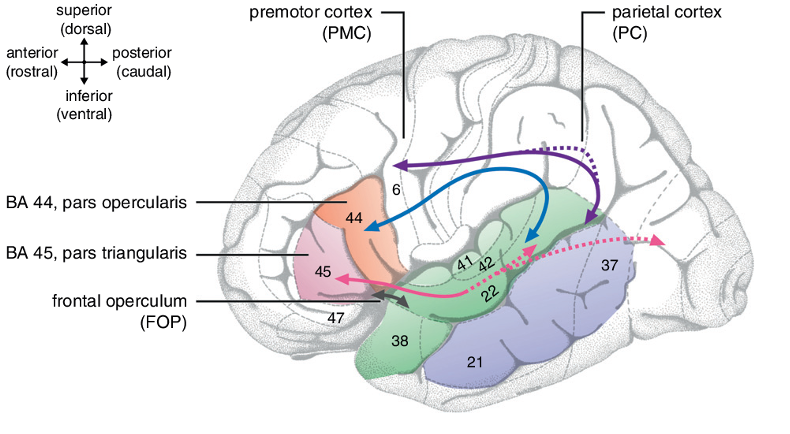 superior
(dorsal)
anterior
(rostral)
posterior
(caudal)
inferior
(ventral)
premotor cortex
(PMC)
parietal cortex
(PC)
BA 44, pars opercularis
BA 45, pars triangularis
frontal operculum
(FOP)
6
44
45
47
41
42
22
38
21
37